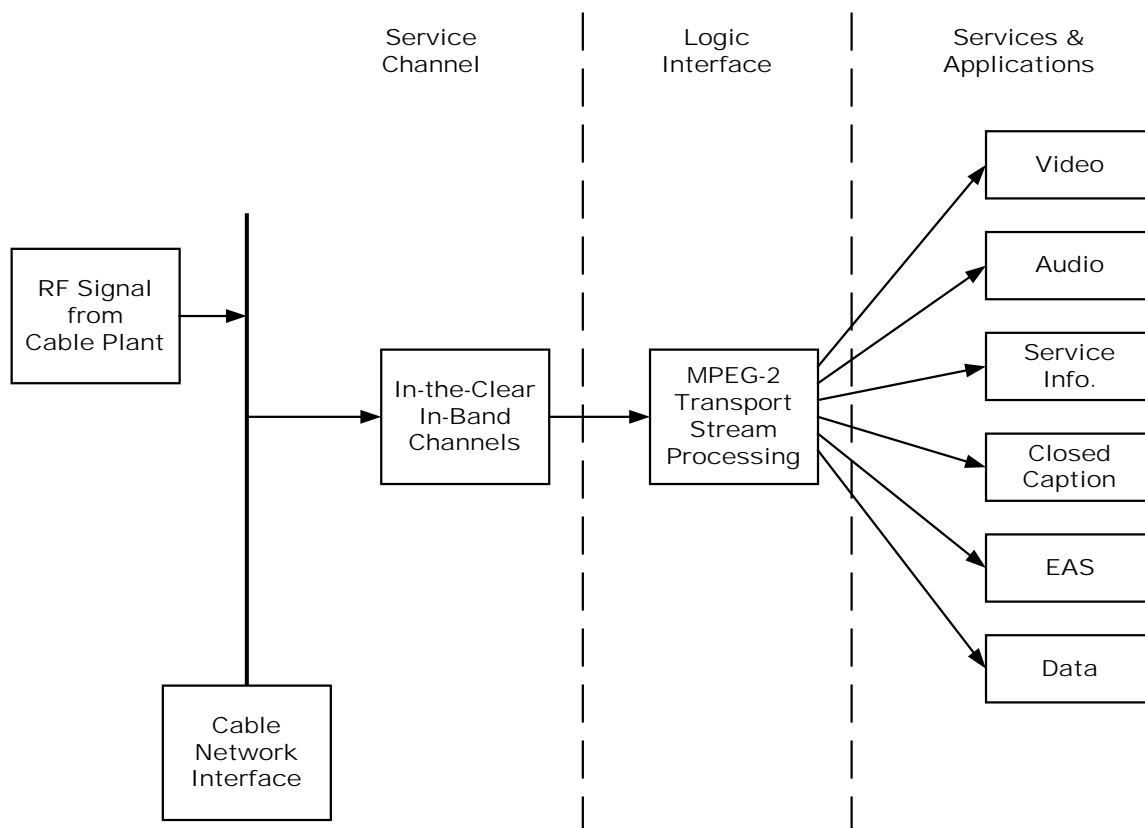 Service
Channel
Logic
Interface
Services &
Applications
RF Signal
from
Cable Plant
In-the-Clear
In-Band
Channels
MPEG-2
Transport
Stream
Processing
Video
Audio
Service
Info.
Closed
Caption
EAS
Data
Cable
Network
Interface